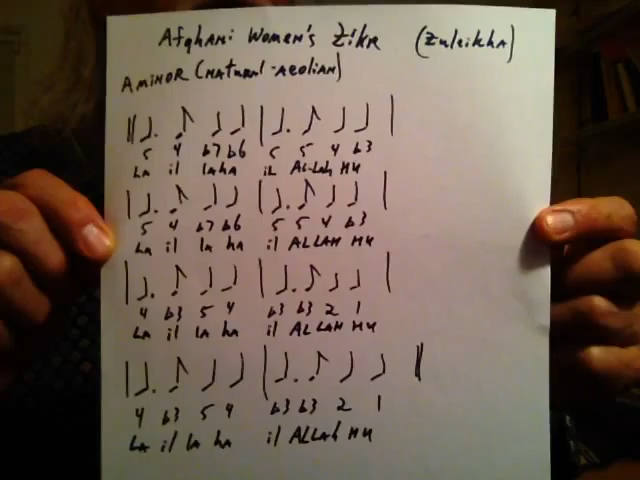 Afghani Women's Zikr (Zuleikha)
A MINOR (NATURAL-AEOLIAN)
5 4 b7 b6 5 5 4 b3
LA il LAHA iL AL-LAH HU
5 4 b7 b6 5 5 4 b3
LA il la ha il ALLAH HU
4 b3 5 4 b3 b3 2 1
LA il la ha il ALLAH HU
4 b3 5 4 b3 b3 2 1
LA il la ha il ALLAH HU